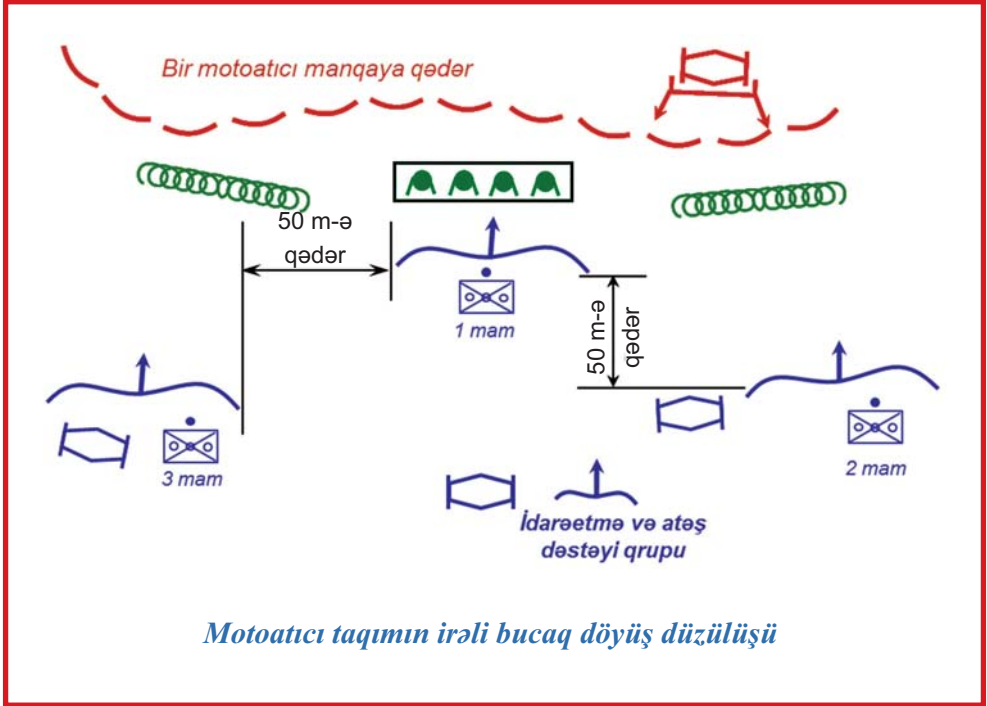 Bir motoatıcı manqaya qədər
50 m-ə
qədər
1 mam
50 m-ə
qədər
3 mam
2 mam
İdarəetmə və atəş
dəstəyi qrupu
Motoatıcı taqımın irəli bucaq döyüş düzülüşü